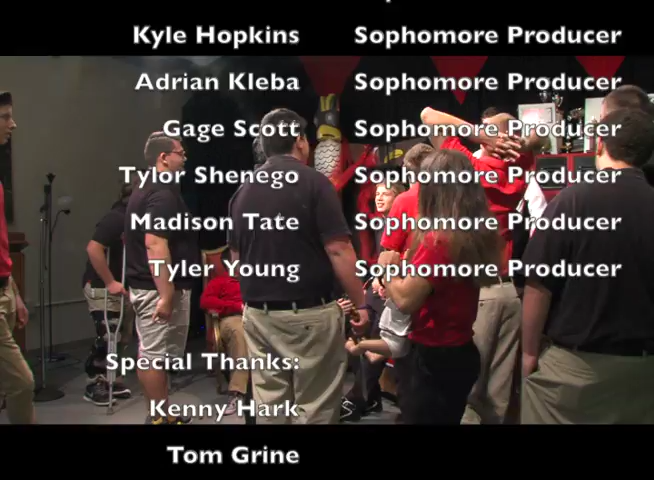 Kyle Hopkins Sophomore Producer
Adrian Kleba Sophomore Producer
Gage Scott Sophomore Producer
Tylor Shenego Sophomore Producer
Madison Tate Sophomore Producer
Tyler Young Sophomore Producer
Special Thanks:
Kenny Hark
Tom Grine